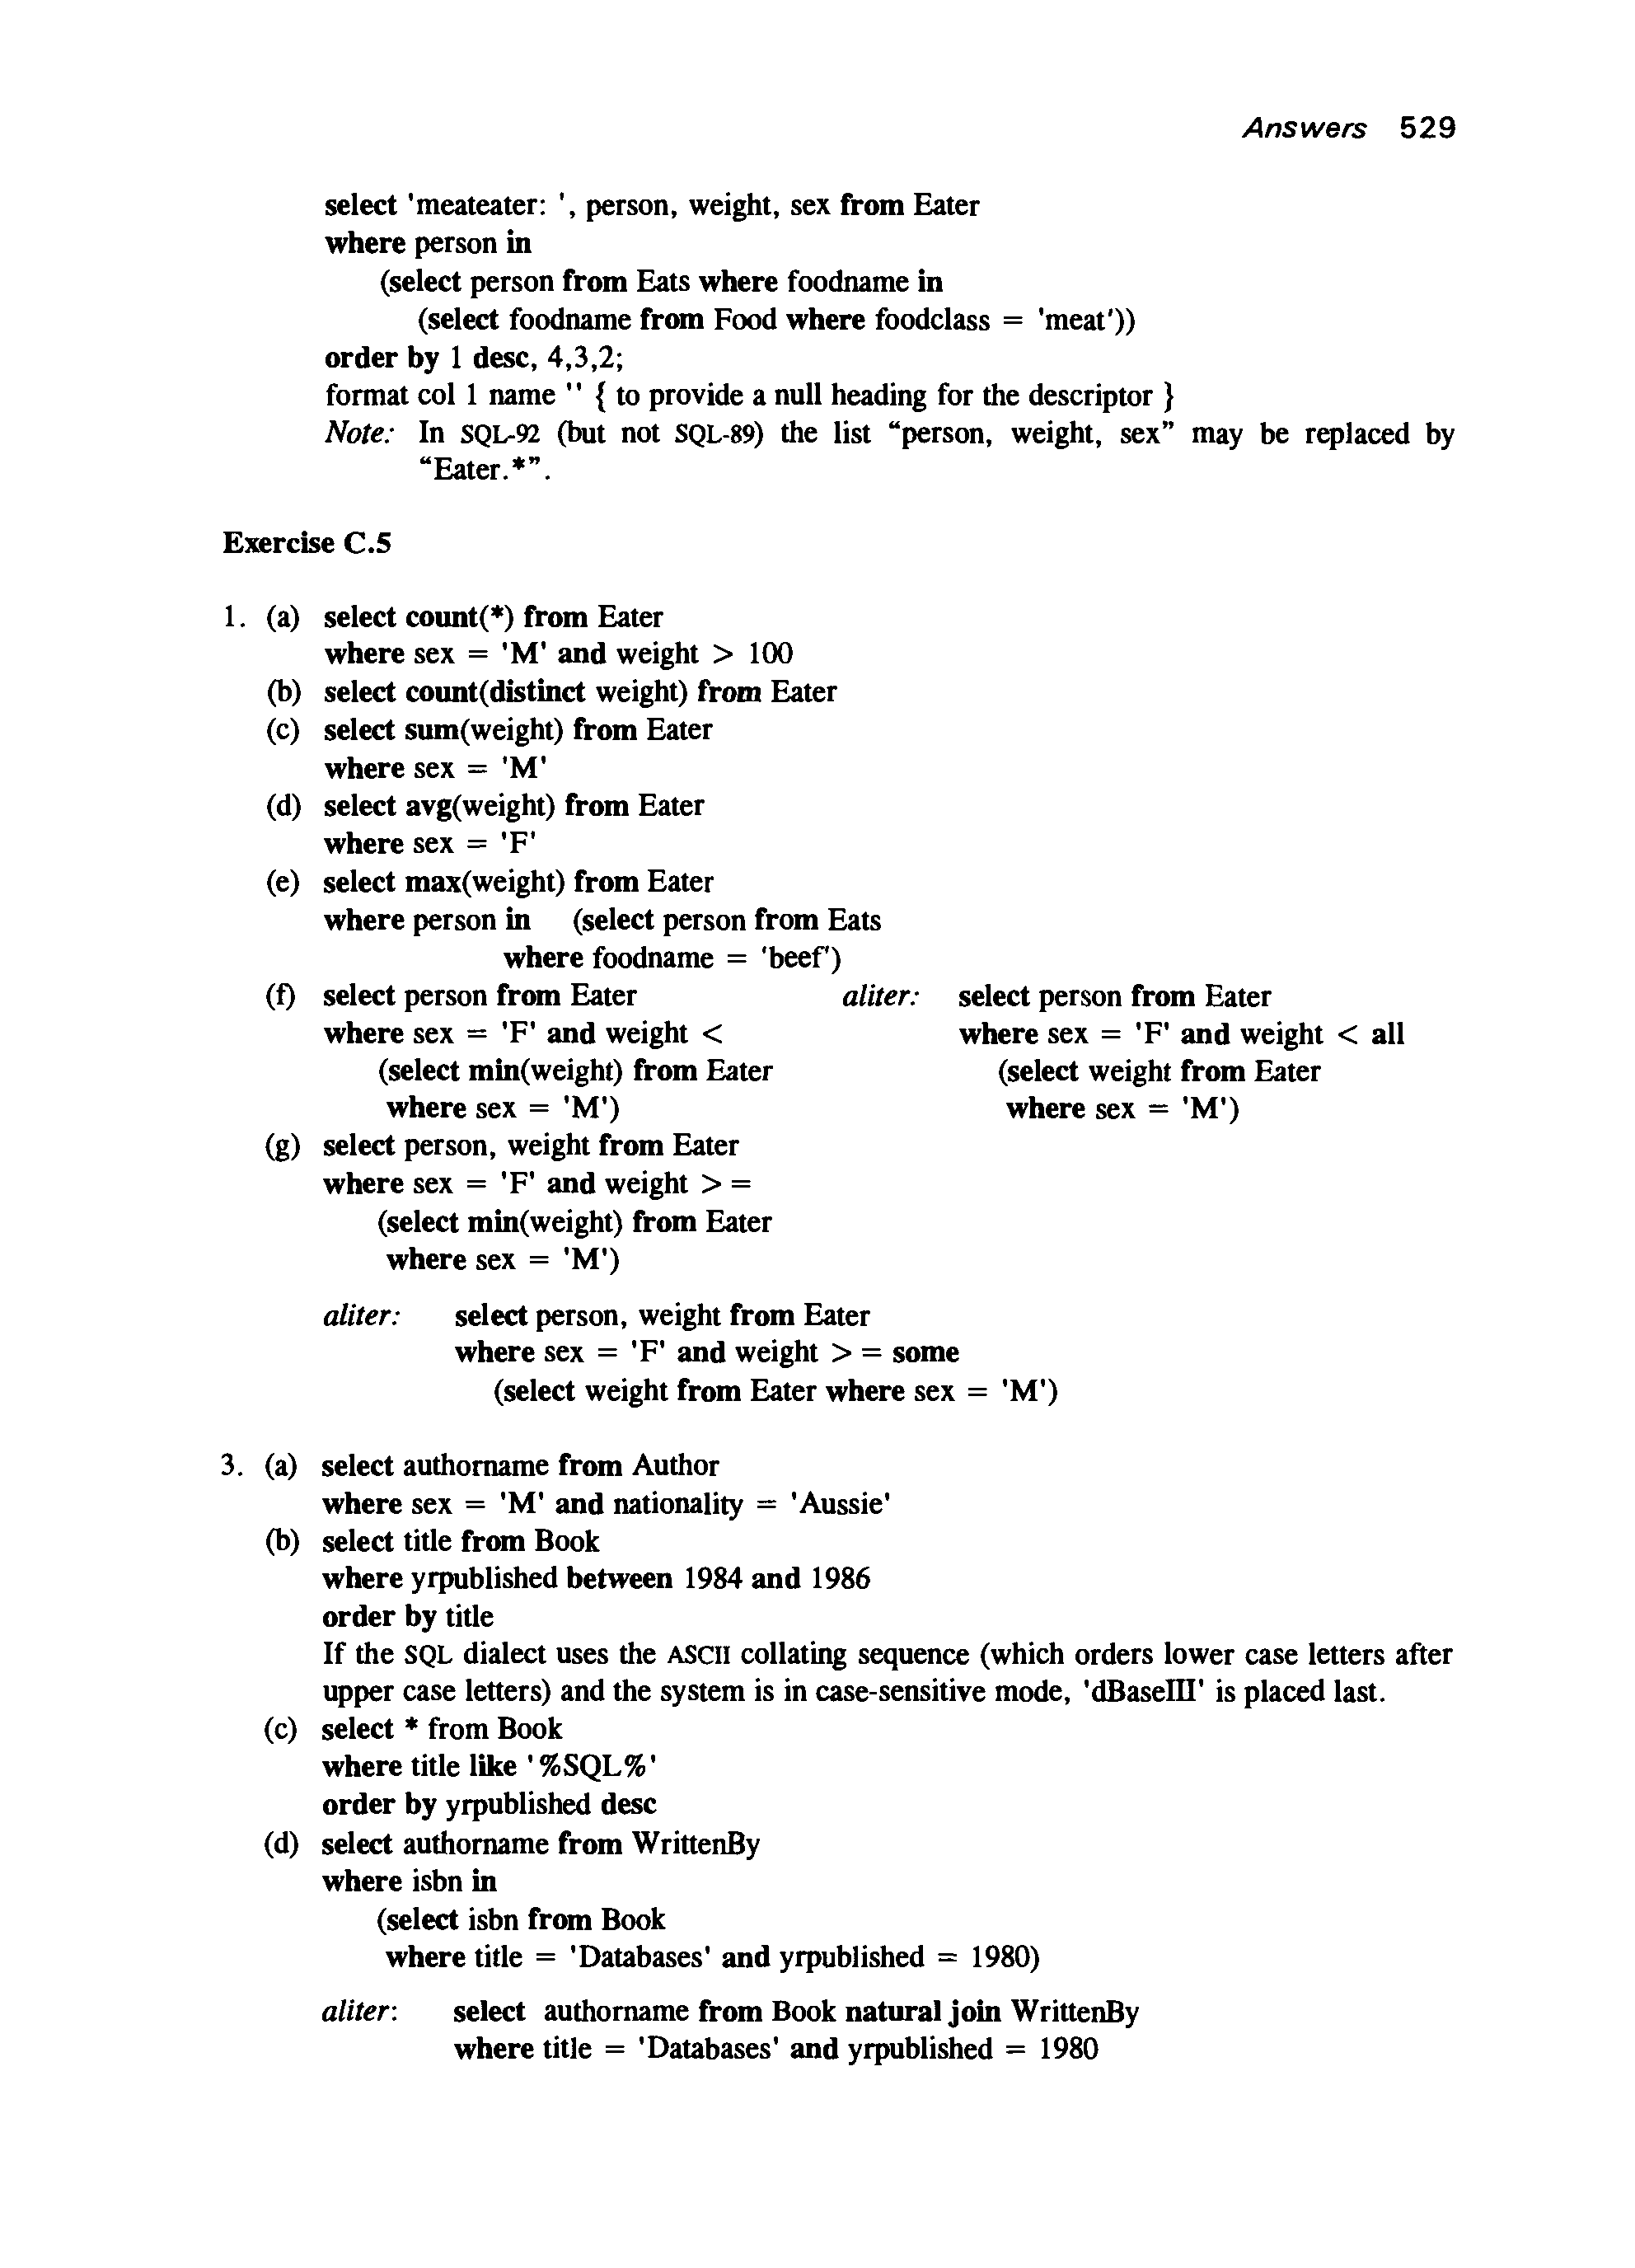 Answers 529
select 'meateater: ', person, weight, sex from Eater
where person in
(select person from Eats where foodname in
(select foodname from Food where foodclass = 'meat'))
order by 1 desc, 4,3,2;
format col 1 name '' { to provide a null heading for the descriptor }
Note: In SQL-92 (but not SQL-89) the list “person, weight, sex” may be replaced by
“Eater.*”.
Exercise C.5
1. (a) select count(*) from Eater
where sex = 'M' and weight > 100
(b) select count(distinct weight) from Eater
(c) select sum(weight) from Eater
where sex = 'M'
(d) select avg(weight) from Eater
where sex = 'F'
(e) select max(weight) from Eater
where person in (select person from Eats
where foodname = 'beef')
(f) select person from Eater aliter: select person from Eater
where sex = 'F' and weight < where sex = 'F' and weight < all
(select min(weight) from Eater (select weight from Eater
where sex = 'M') where sex = 'M')
(g) select person, weight from Eater
where sex = 'F' and weight > =
(select min(weight) from Eater
where sex = 'M')
aliter: select person, weight from Eater
where sex = 'F' and weight > = some
(select weight from Eater where sex = 'M')
3. (a) select authorname from Author
where sex = 'M' and nationality = 'Aussie'
(b) select title from Book
where yrpublished between 1984 and 1986
order by title
If the SQL dialect uses the ASCII collating sequence (which orders lower case letters after
upper case letters) and the system is in case-sensitive mode, 'dBaseIII' is placed last.
(c) select * from Book
where title like '%SQL%'
order by yrpublished desc
(d) select authorname from WrittenBy
where isbn in
(select isbn from Book
where title = 'Databases' and yrpublished = 1980)
aliter: select authorname from Book natural join WrittenBy
where title = 'Databases' and yrpublished = 1980